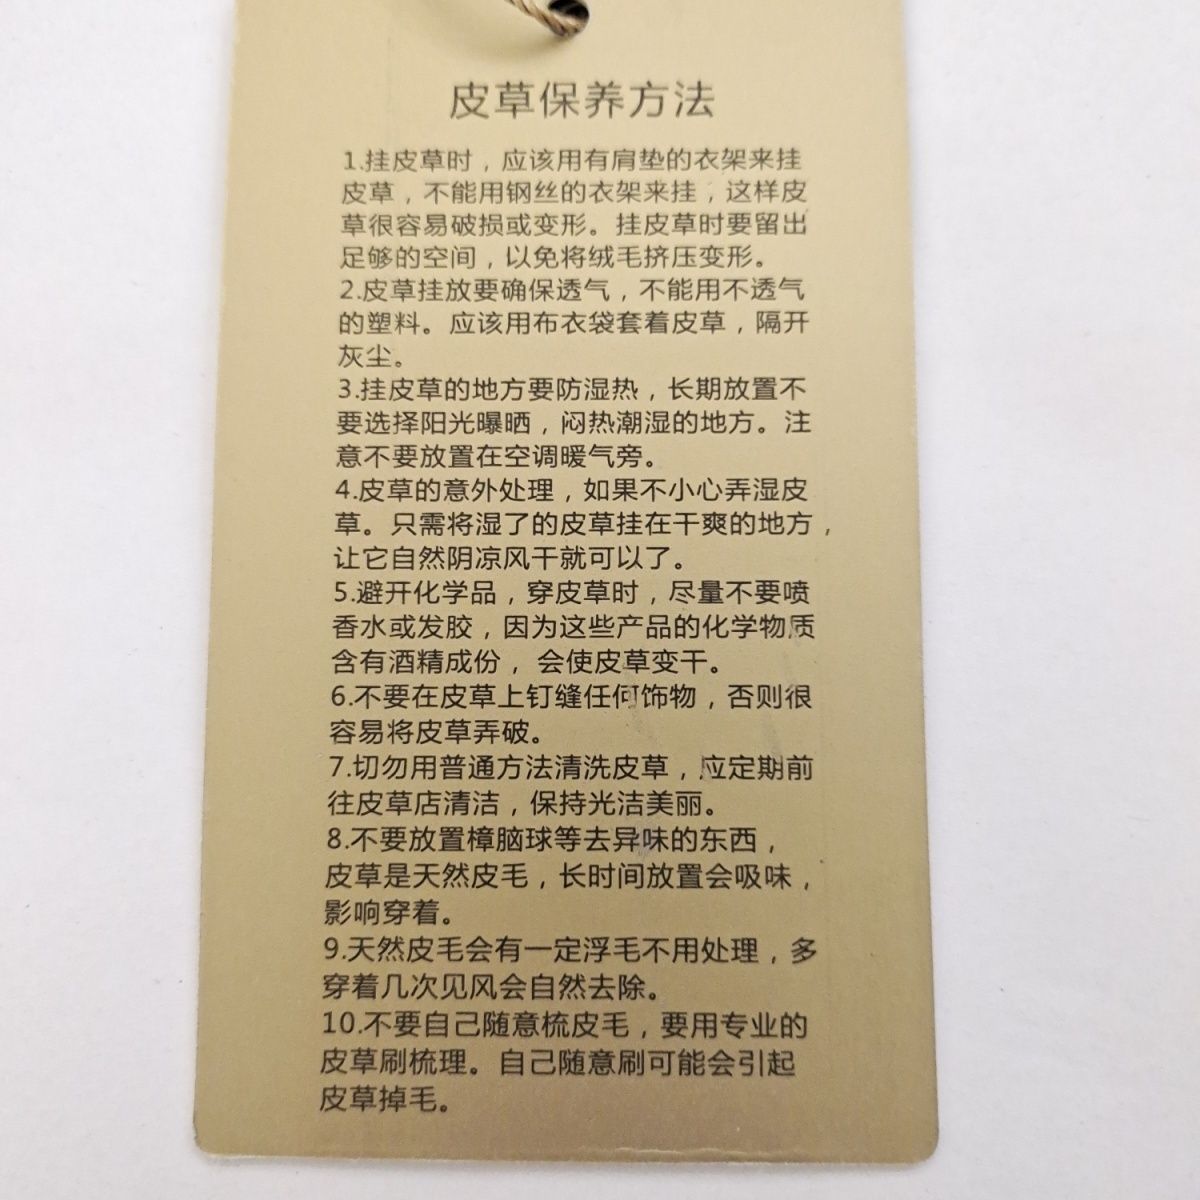 皮草保养方法
1.挂皮草时，应该用有肩垫的衣架来挂
皮草，不能用钢丝的衣架来挂，这样皮
草很容易破损或变形。挂皮草时要留出
足够的空间，以免将绒毛挤压变形。
2.皮草挂放要确保透气，不能用不透气
的塑料。应该用布衣袋套着皮草，隔开
灰尘。
3.挂皮草的地方要防湿热，长期放置不
要选择阳光曝晒，闷热潮湿的地方。注
意不要放置在空调暖气旁。
4.皮草的意外处理，如果不小心弄湿皮
草。只需将湿了的皮草挂在干爽的地方，
让它自然阴凉风干就可以了。
5.避开化学品，穿皮草时，尽量不要喷
香水或发胶，因为这些产品的化学物质
含有酒精成份， 会使皮草变干。
6.不要在皮草上钉缝任何饰物，否则很
容易将皮草弄破。
7.切勿用普通方法清洗皮草，应定期前
往皮草店清洁，保持光洁美丽。
8.不要放置樟脑球等去异味的东西，
皮草是天然皮毛，长时间放置会吸味，
影响穿着。
9.天然皮毛会有一定浮毛不用处理，多
穿着几次见风会自然去除。
10.不要自己随意梳皮毛，要用专业的
皮草刷梳理。自己随意刷可能会引起
皮草掉毛。